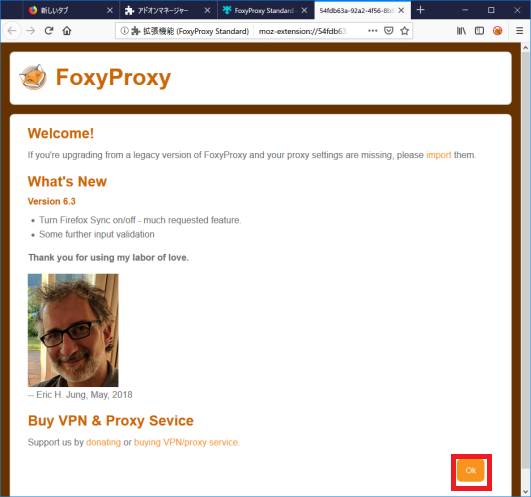 新しいタブ
アドオンマネージャー
FoxyProxy Standard -
54fdb63a-92a2-4f56-8b
拡張機能 (FoxyProxy Standard)
moz-extension://54fdb63
FoxyProxy
Welcome!
If you're upgrading from a legacy version of FoxyProxy and your proxy settings are missing, please import them.
What's New
Version 6.3
Turn Firefox Sync on/off - much requested feature.
Some further input validation
Thank you for using my labor of love.
-- Eric H. Jung, May, 2018
Buy VPN & Proxy Sevice
Support us by donating or buying VPN/proxy service.
Ok